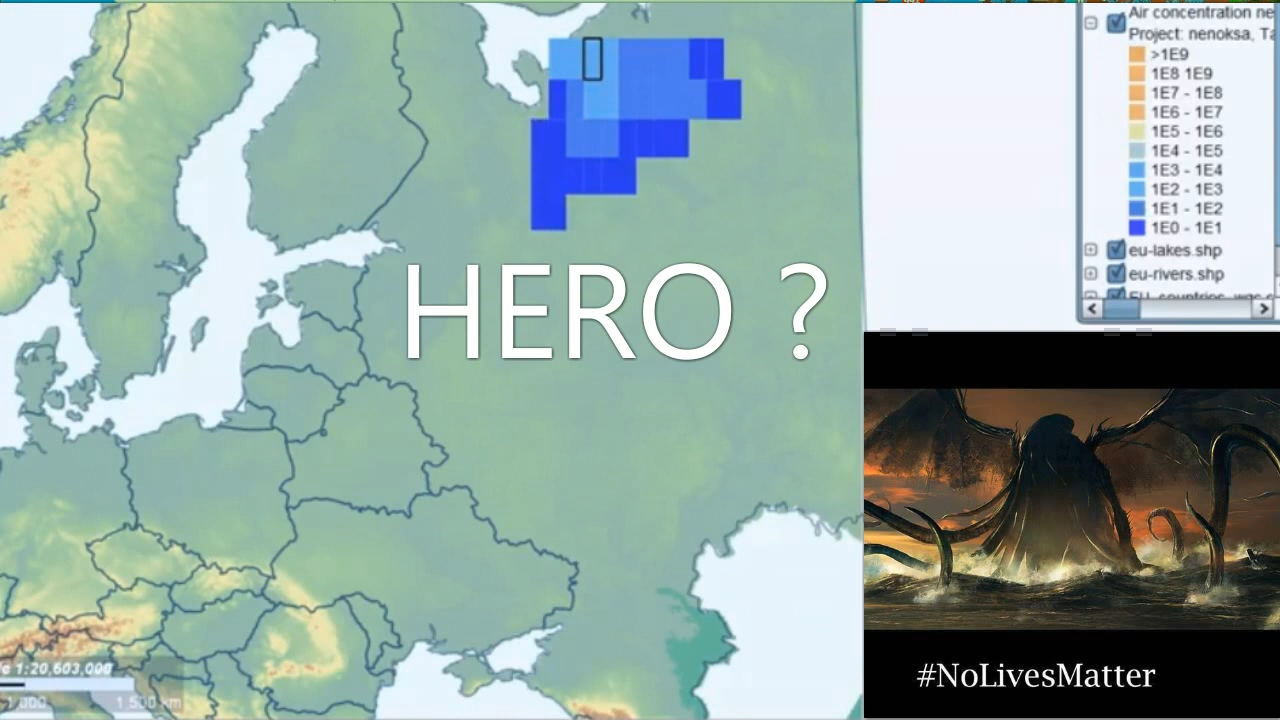 HERO ?
Air concentration ne
Project: nenoksa, Ta
>1E9
1E8 1E9
1E7 - 1E8
1E6 - 1E7
1E5 - 1E6
1E4 - 1E5
1E3 - 1E4
1E2 - 1E3
1E1 - 1E2
1E0 - 1E1
eu-lakes.shp
eu-rivers.shp
1:20,603,000
1 000 1 500 km
#NoLivesMatter